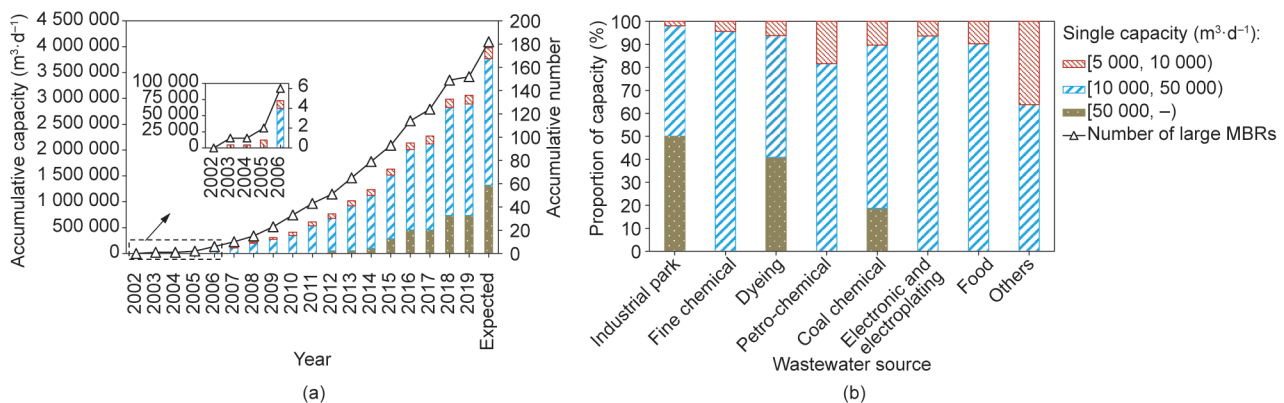 Accumulative capacity (m³·d⁻¹)
4 500 000
4 000 000
3 500 000
3 000 000
2 500 000
2 000 000
1 500 000
1 000 000
500 000
0
100 000
75 000
50 000
25 000
0
6
4
2
0
2002
2003
2004
2005
2006
200
180
160
140
120
100
80
60
40
20
0
Accumulative number
2002
2003
2004
2005
2006
2007
2008
2009
2010
2011
2012
2013
2014
2015
2016
2017
2018
2019
Expected
Year
(a)
Proportion of capacity (%)
100
90
80
70
60
50
40
30
20
10
0
Industrial park
Fine chemical
Dyeing
Petro-chemical
Coal chemical
Electronic and
electroplating
Food
Others
Wastewater source
(b)
Single capacity (m³·d⁻¹):
[5 000, 10 000)
[10 000, 50 000)
[50 000, –)
Number of large MBRs